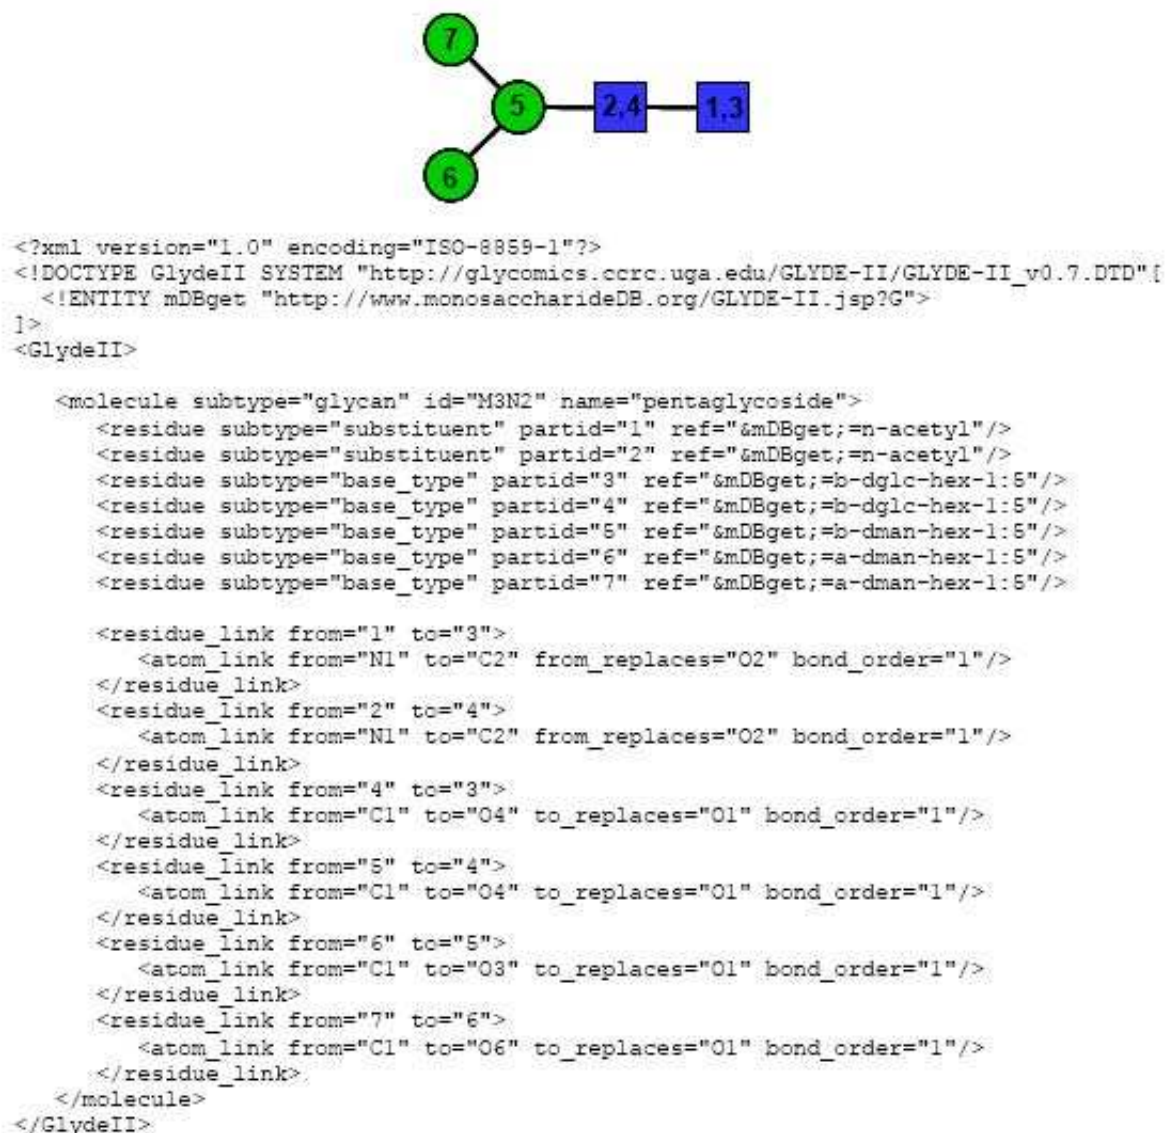 7
5
2,4
1,3
6
<?xml version="1.0" encoding="ISO-8859-1"?>
<!DOCTYPE GlydeII SYSTEM "http://glycomics.ccrc.uga.edu/GLYDE-II/GLYDE-II_v0.7.DTD"[
<!ENTITY mDBget "http://www.monosaccharideDB.org/GLYDE-II.jsp?G">
]>
<GlydeII>
<molecule subtype="glycan" id="M3N2" name="pentaglycoside">
<residue subtype="substituent" partid="1" ref="&mDBget;=n-acetyl"/>
<residue subtype="substituent" partid="2" ref="&mDBget;=n-acetyl"/>
<residue subtype="base_type" partid="3" ref="&mDBget;=b-dglc-hex-1:5"/>
<residue subtype="base_type" partid="4" ref="&mDBget;=b-dglc-hex-1:5"/>
<residue subtype="base_type" partid="5" ref="&mDBget;=b-dman-hex-1:5"/>
<residue subtype="base_type" partid="6" ref="&mDBget;=a-dman-hex-1:5"/>
<residue subtype="base_type" partid="7" ref="&mDBget;=a-dman-hex-1:5"/>
<residue_link from="1" to="3">
<atom_link from="N1" to="C2" from_replaces="O2" bond_order="1"/>
</residue_link>
<residue_link from="2" to="4">
<atom_link from="N1" to="C2" from_replaces="O2" bond_order="1"/>
</residue_link>
<residue_link from="4" to="3">
<atom_link from="C1" to="O4" to_replaces="O1" bond_order="1"/>
</residue_link>
<residue_link from="5" to="4">
<atom_link from="C1" to="O4" to_replaces="O1" bond_order="1"/>
</residue_link>
<residue_link from="6" to="5">
<atom_link from="C1" to="O3" to_replaces="O1" bond_order="1"/>
</residue_link>
<residue_link from="7" to="6">
<atom_link from="C1" to="O6" to_replaces="O1" bond_order="1"/>
</residue_link>
</molecule>
</GlydeII>